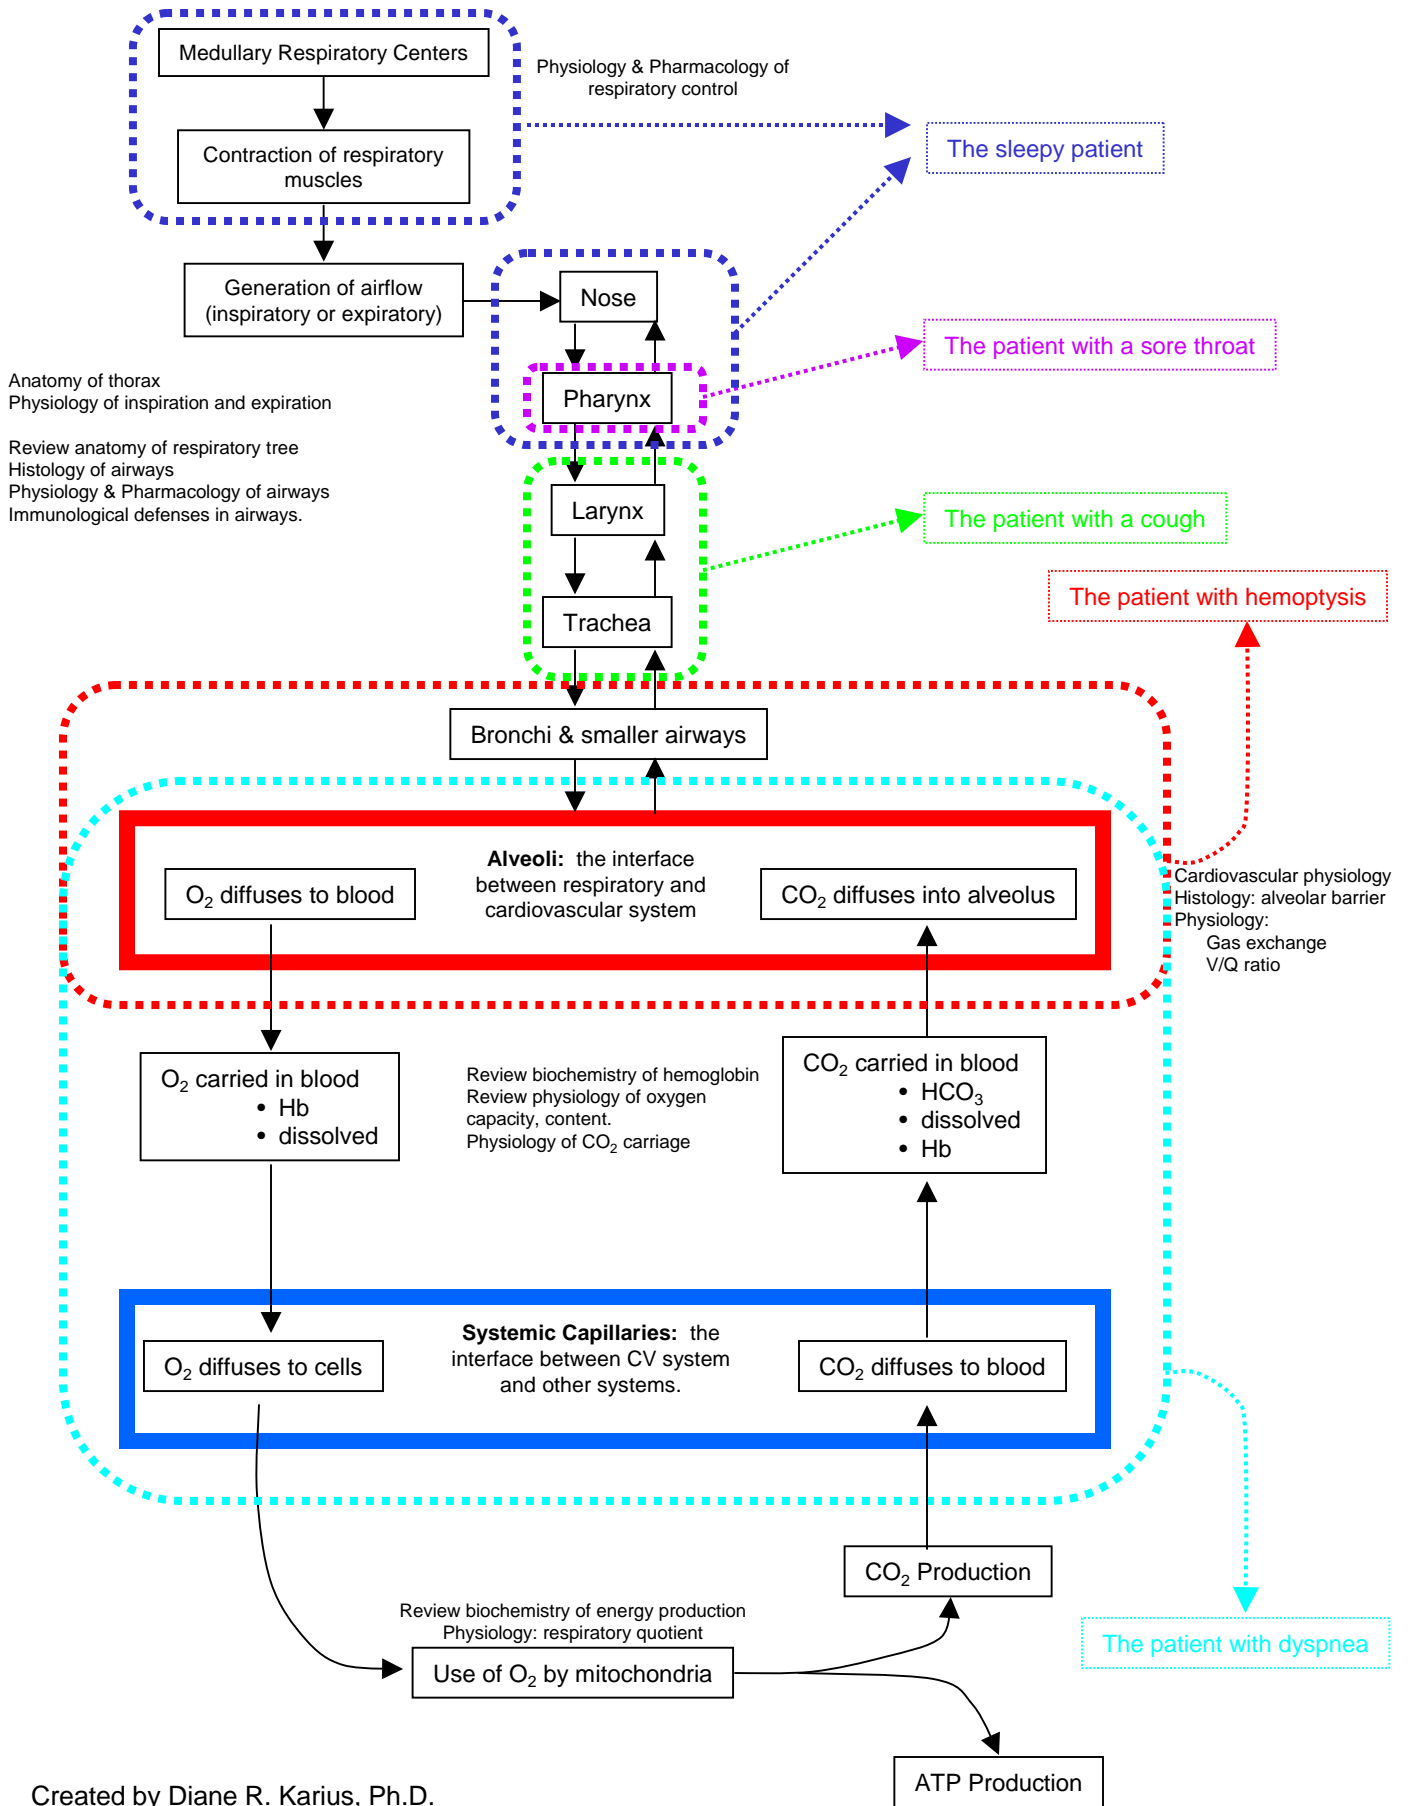 Medullary Respiratory Centers
Physiology & Pharmacology of
respiratory control
The sleepy patient
Contraction of respiratory
muscles
Generation of airflow
(inspiratory or expiratory)
Nose
The patient with a sore throat
Anatomy of thorax
Physiology of inspiration and expiration
Pharynx
Review anatomy of respiratory tree
Histology of airways
Physiology & Pharmacology of airways
Immunological defenses in airways.
Larynx
The patient with a cough
The patient with hemoptysis
Trachea
Bronchi & smaller airways
Alveoli: the interface
between respiratory and
cardiovascular system
O₂ diffuses to blood
CO₂ diffuses into alveolus
Cardiovascular physiology
Histology: alveolar barrier
Physiology:
Gas exchange
V/Q ratio
O₂ carried in blood
• Hb
• dissolved
Review biochemistry of hemoglobin
Review physiology of oxygen
capacity, content.
Physiology of CO₂ carriage
CO₂ carried in blood
• HCO₃
• dissolved
• Hb
Systemic Capillaries: the
interface between CV system
and other systems.
O₂ diffuses to cells
CO₂ diffuses to blood
CO₂ Production
Review biochemistry of energy production
Physiology: respiratory quotient
Use of O₂ by mitochondria
The patient with dyspnea
ATP Production
Created by Diane R. Karius, Ph.D.